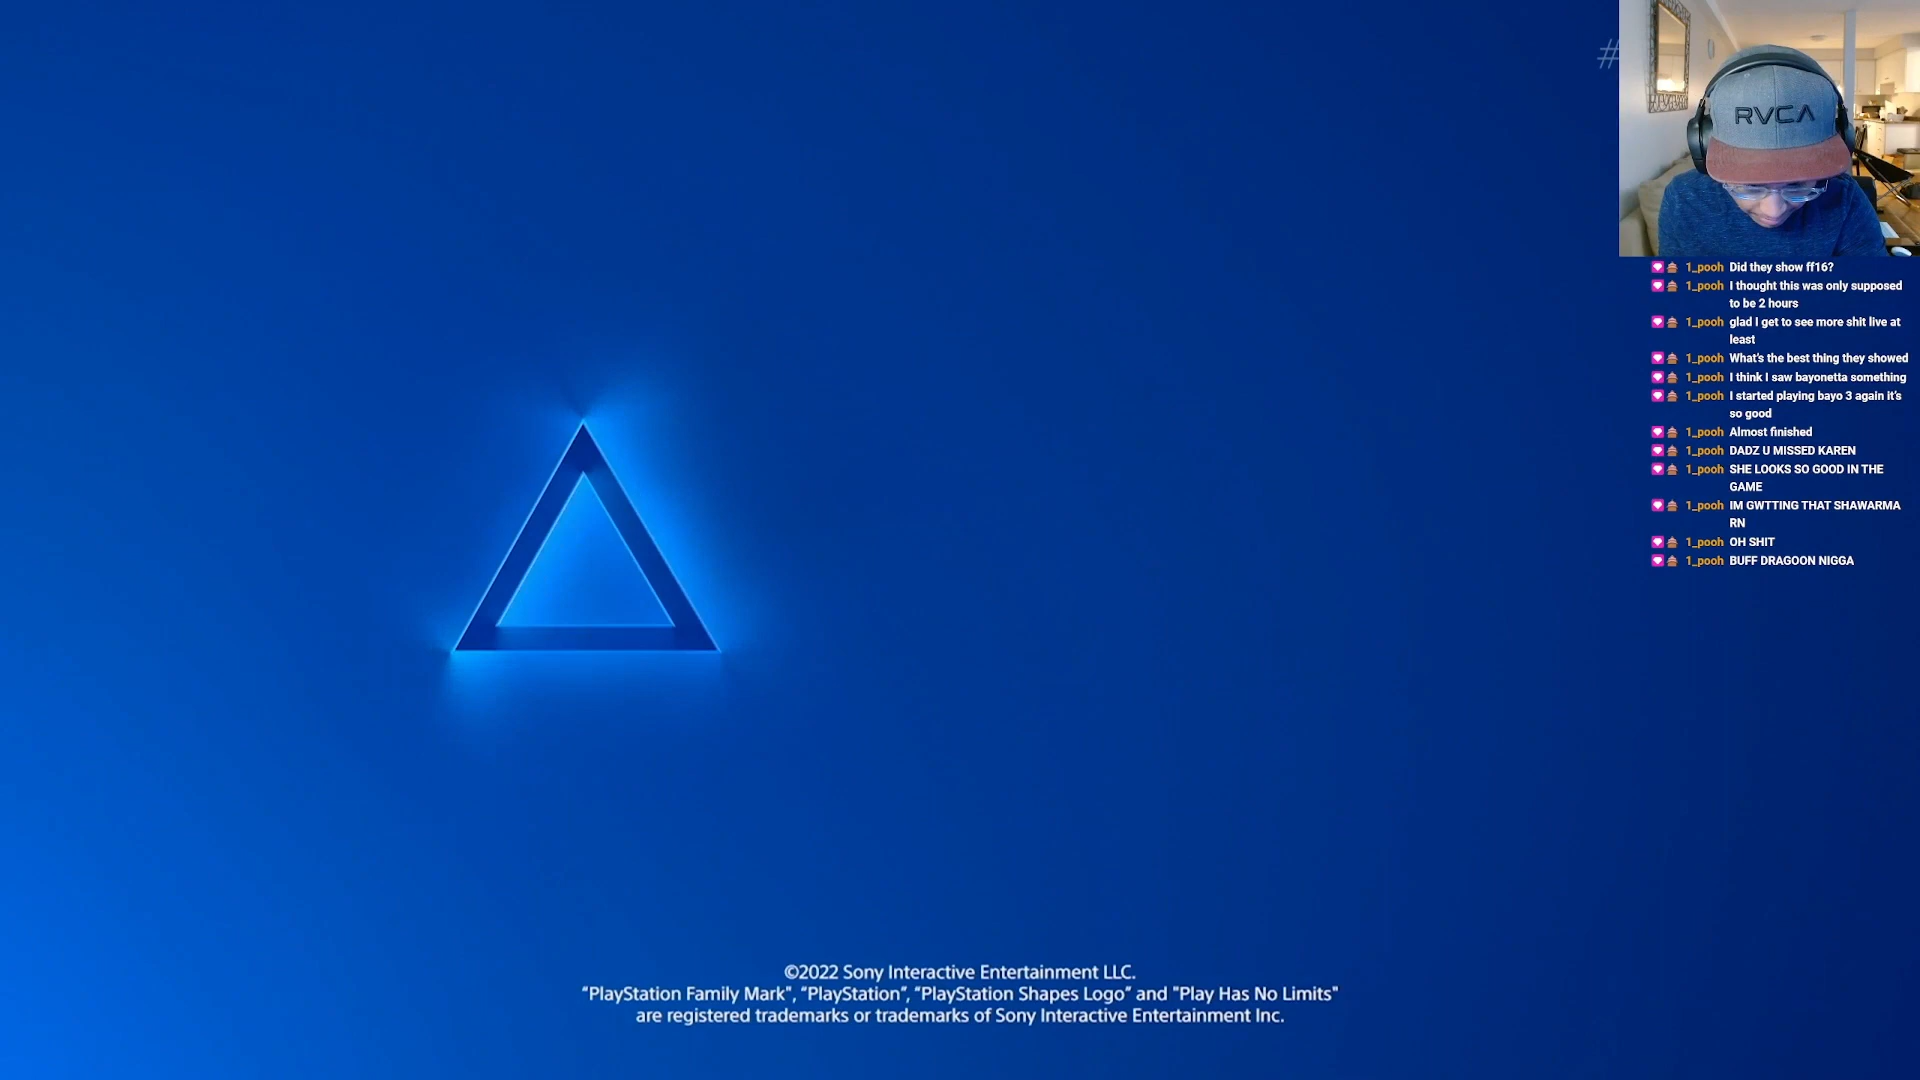 #
RVCA
1_pooh Did they show ff16?
1_pooh I thought this was only supposed
to be 2 hours
1_pooh glad I get to see more shit live at
least
1_pooh What's the best thing they showed
1_pooh I think I saw bayonetta something
1_pooh I started playing bayo 3 again it's
so good
1_pooh Almost finished
1_pooh DADZ U MISSED KAREN
1_pooh SHE LOOKS SO GOOD IN THE
GAME
1_pooh IM GWTTING THAT SHAWARMA
RN
1_pooh OH SHIT
1_pooh BUFF DRAGOON NIGGA
©2022 Sony Interactive Entertainment LLC.
“PlayStation Family Mark", “PlayStation”, “PlayStation Shapes Logo” and "Play Has No Limits"
are registered trademarks or trademarks of Sony Interactive Entertainment Inc.